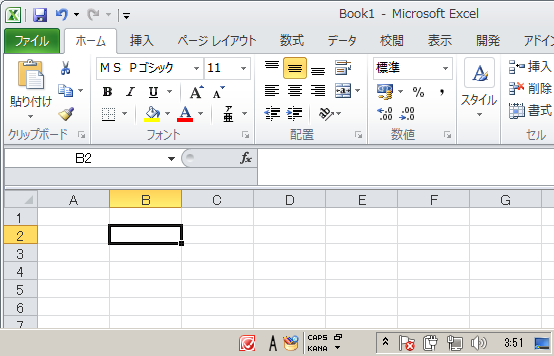 Book1 - Microsoft Excel
ファイル ホーム 挿入 ページ レイアウト 数式 データ 校閲 表示 開発 アドイン
ＭＳ Ｐゴシック 11 標準 挿入
貼り付け B I U A A スタイル 削除
A ア亜 % , 書式
クリップボード フォント 配置 数値 セル
B2 fx
A B C D E F G
1
2
3
4
5
6
7
A CAPS
KANA 3:51